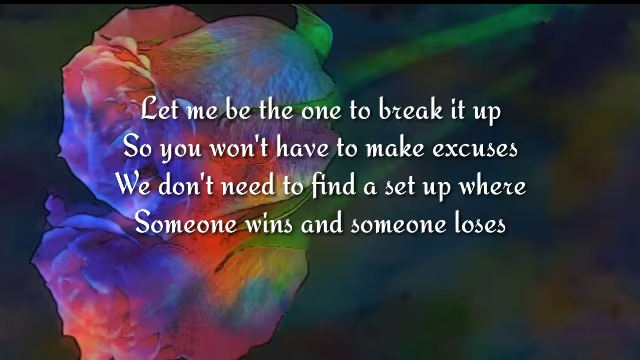 Let me be the one to break it up
So you won't have to make excuses
We don't need to find a set up where
Someone wins and someone loses